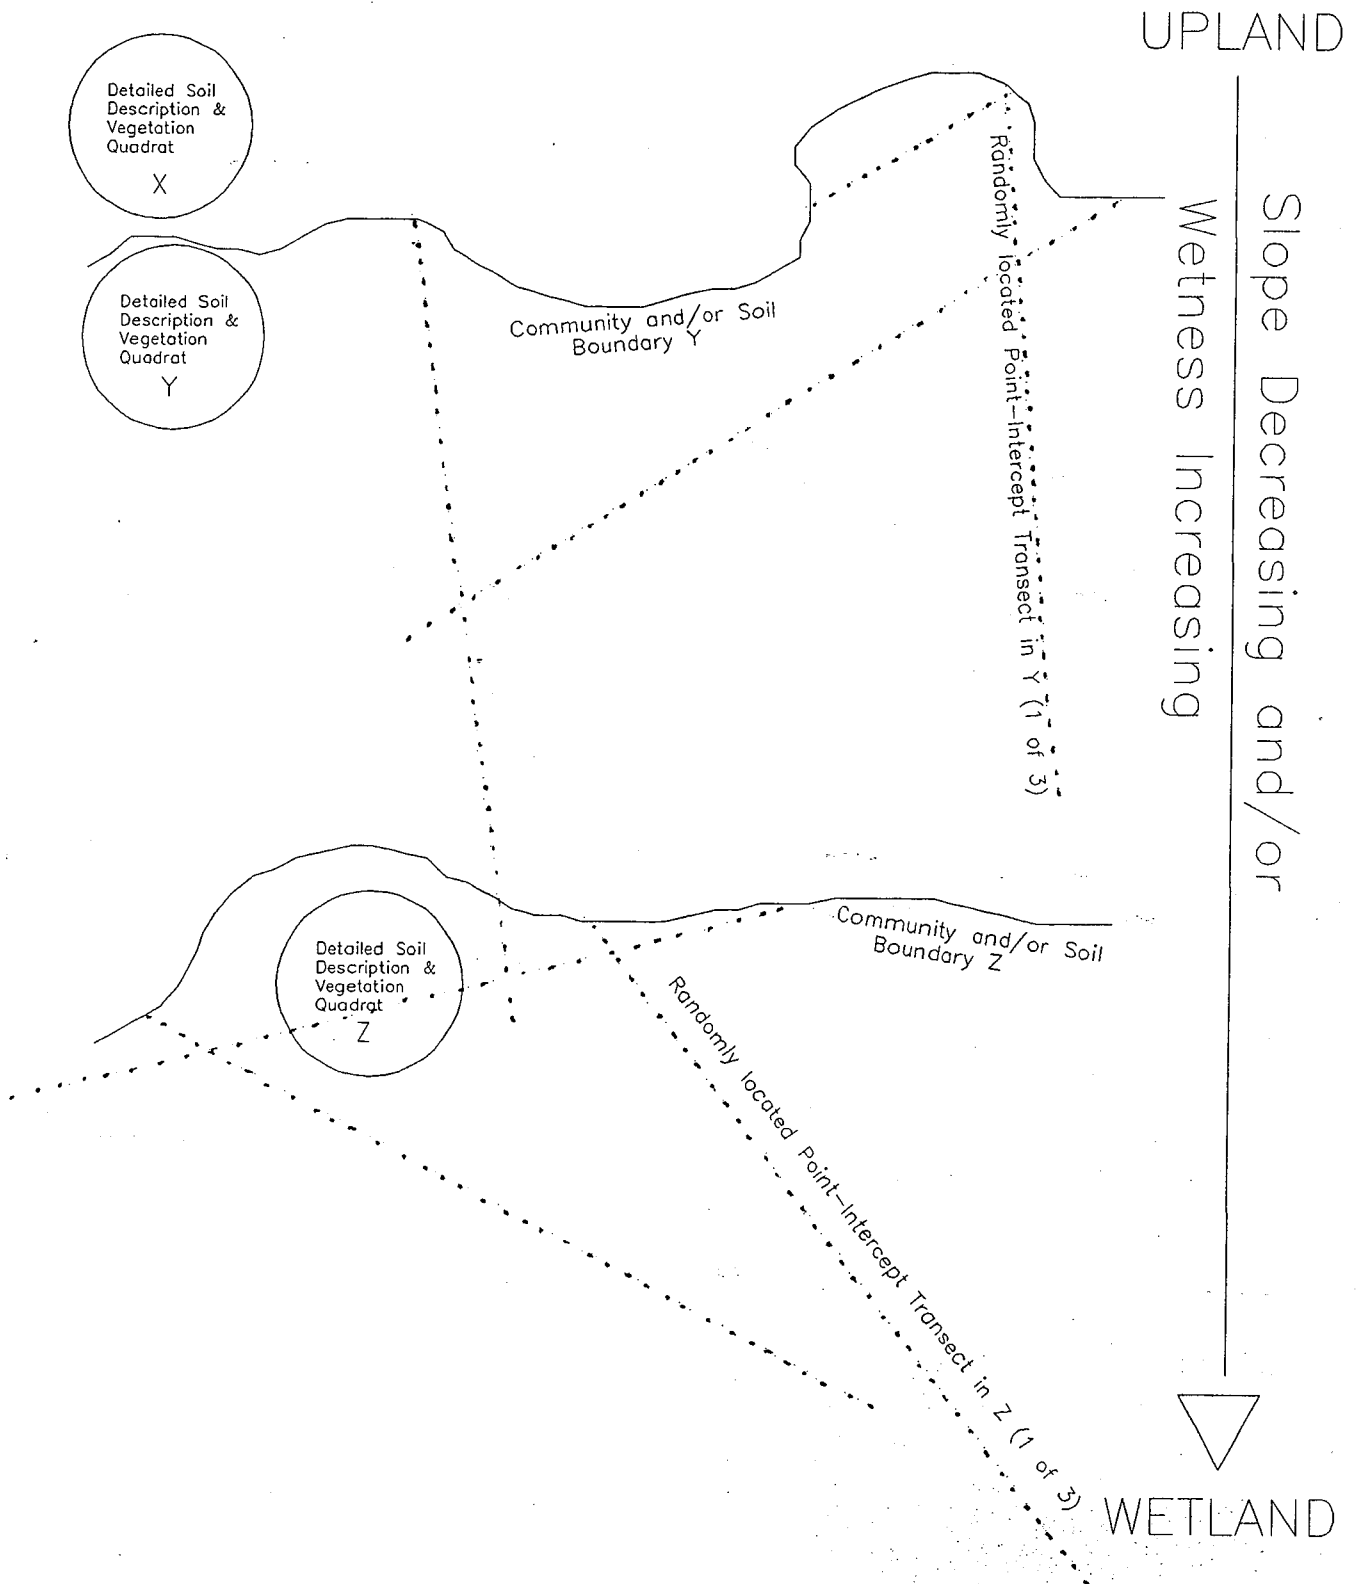 UPLAND
Detailed Soil
Description &
Vegetation
Quadrat
X
Detailed Soil
Description &
Vegetation
Quadrat
Y
Community and/or Soil
Boundary Y
Randomly located Point-Intercept Transect in Y (1 of 3)
Slope Decreasing and/or
Wetness Increasing
Community and/or Soil
Boundary Z
Detailed Soil
Description &
Vegetation
Quadrat
Z
Randomly located Point-Intercept Transect in Z (1 of 3)
WETLAND